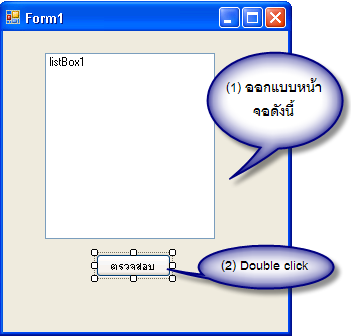 Form1
listBox1
(1) ออกแบบหน้า
จอดังนี้
ตรวจสอบ
(2) Double click